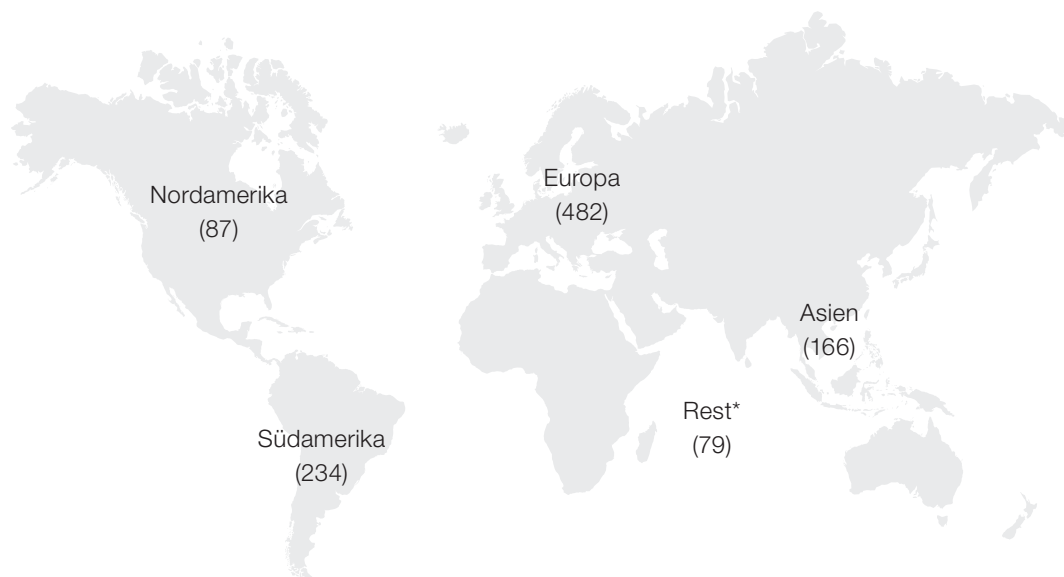 Nordamerika
(87)
Europa
(482)
Asien
(166)
Rest*
(79)
Südamerika
(234)